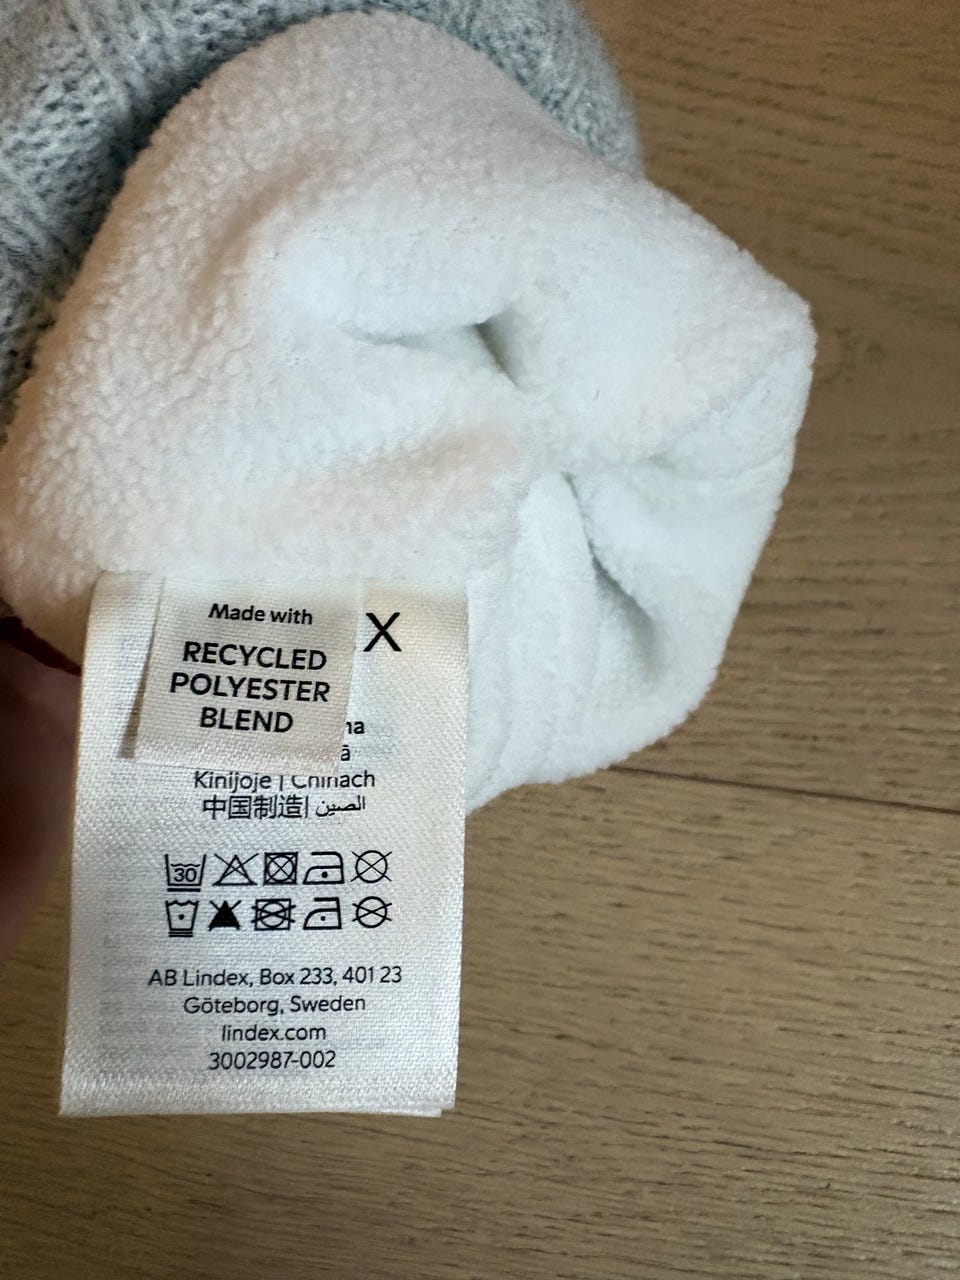 Made with
RECYCLED
POLYESTER
BLEND
X
Kinijoje | Chinach
中国制造| الصين
30
AB Lindex, Box 233, 401 23
Göteborg, Sweden
lindex.com
3002987-002